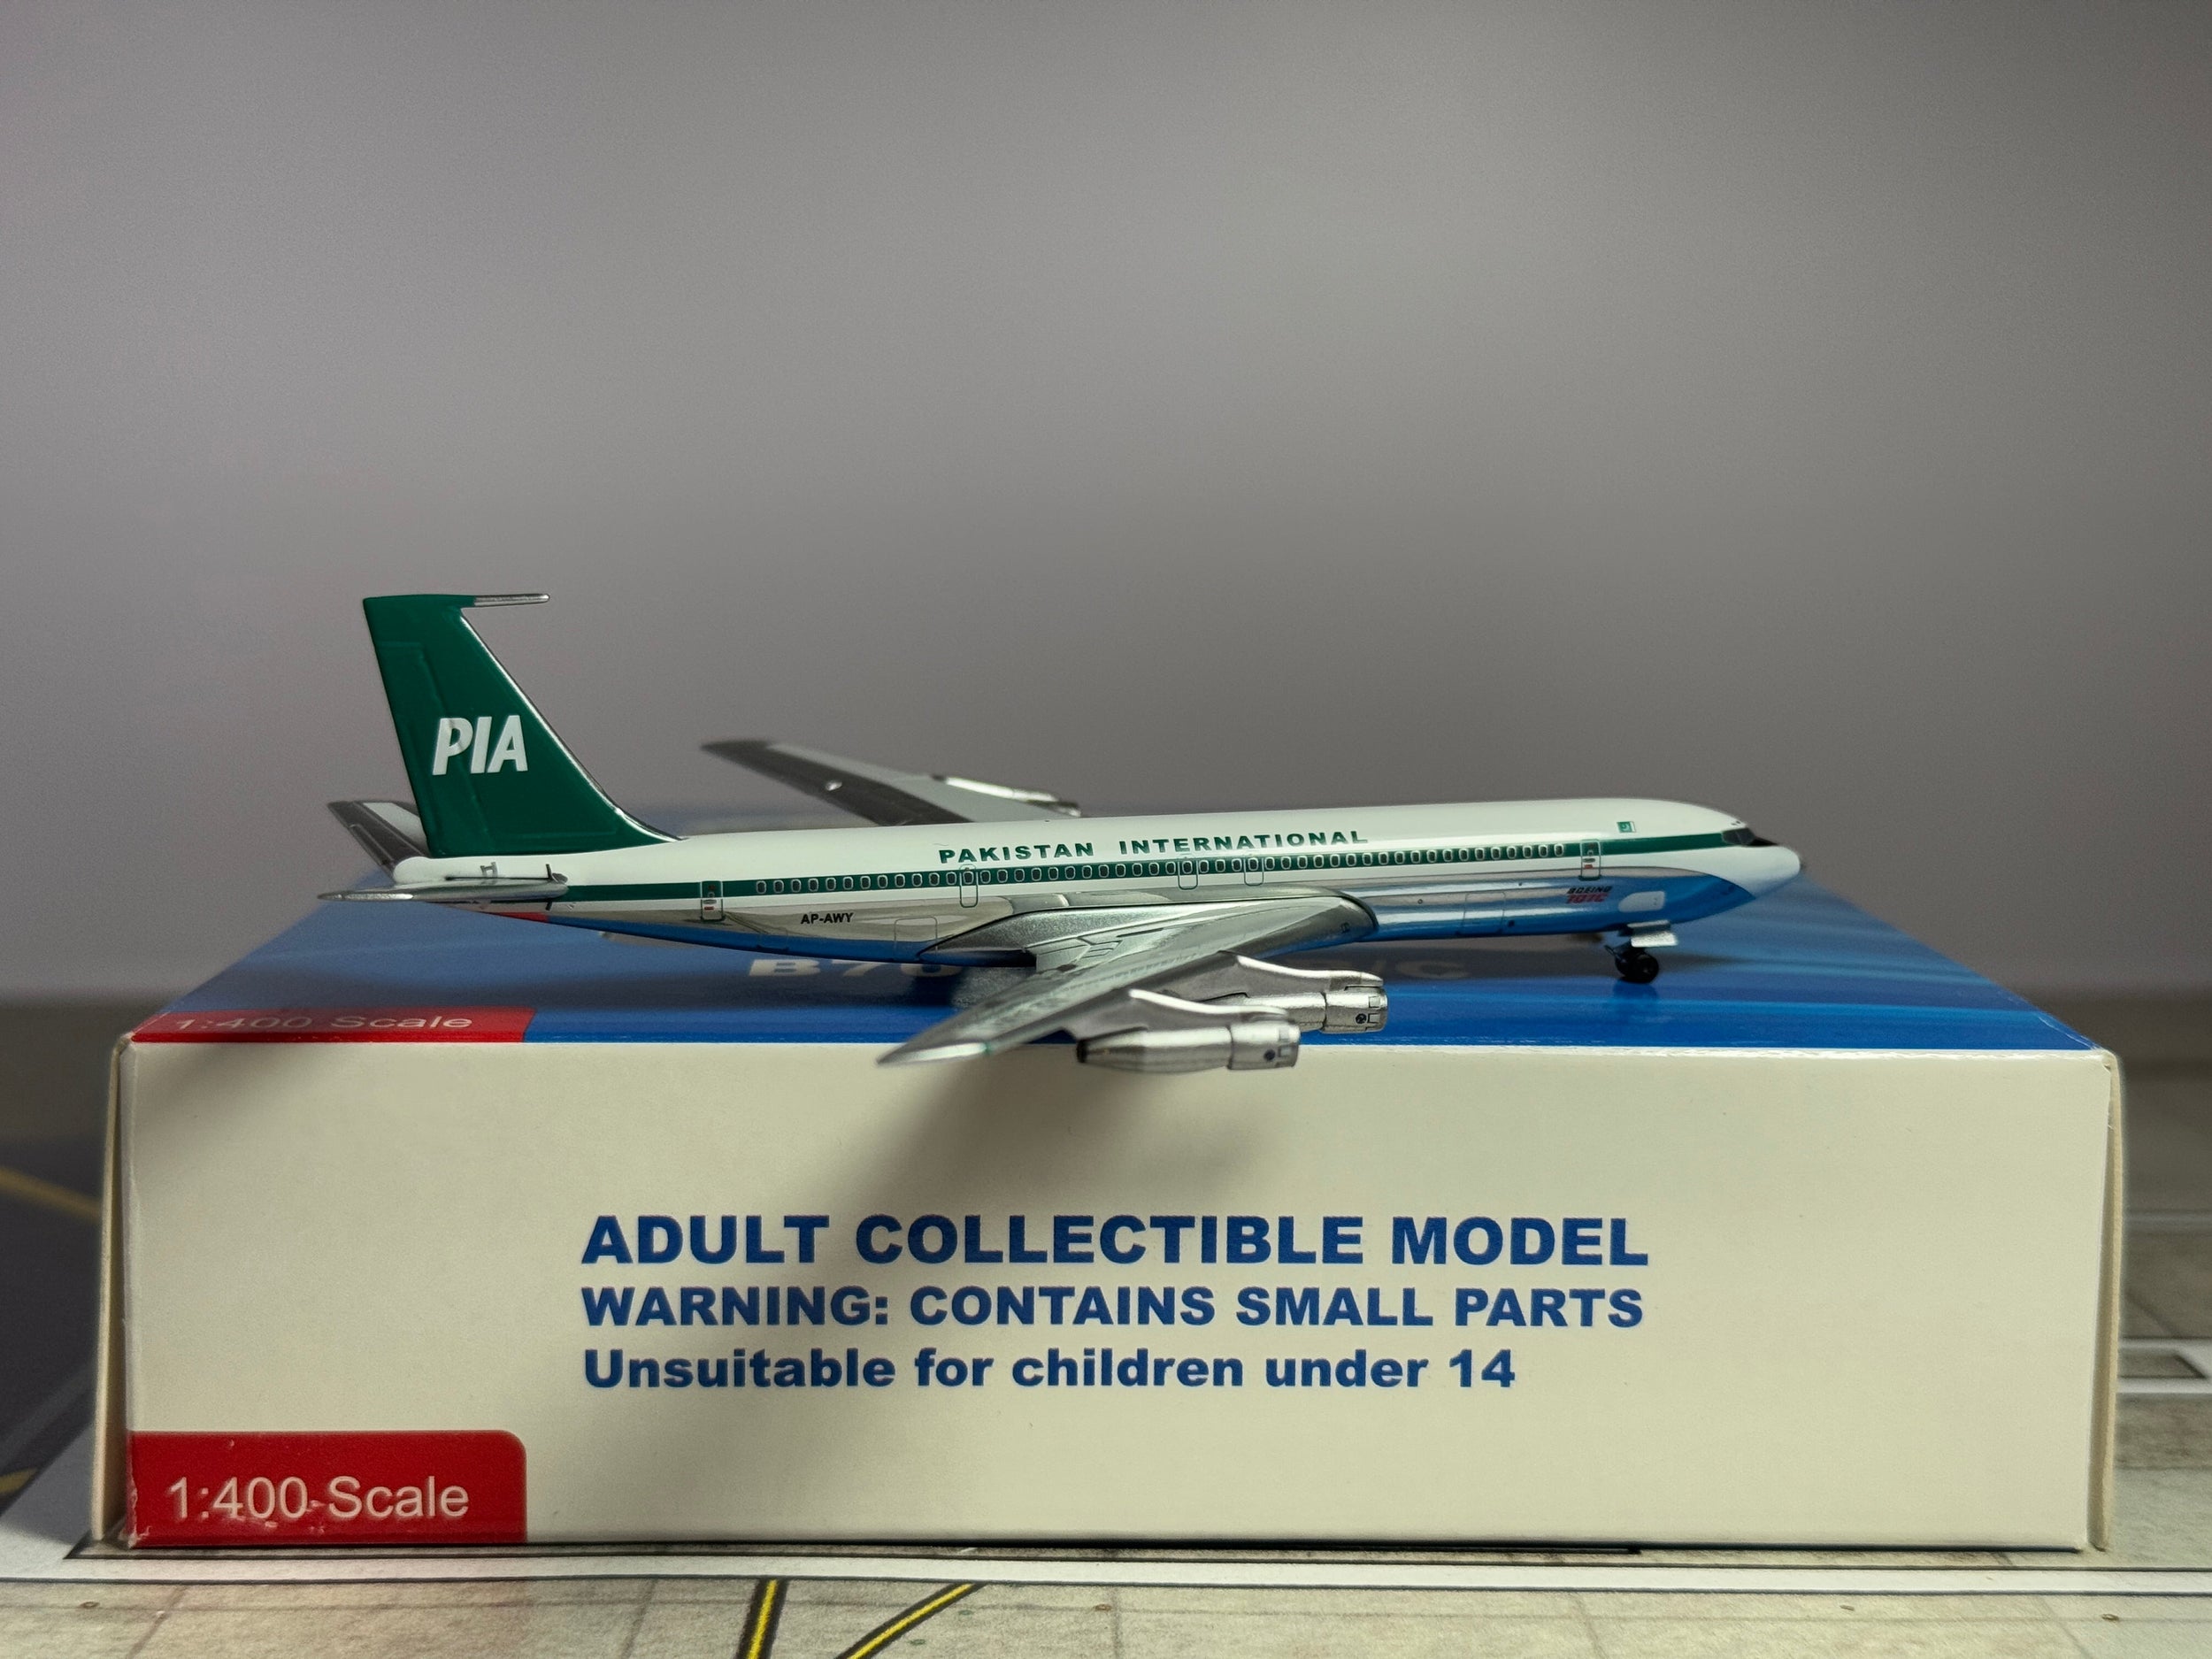 PIA
PAKISTAN INTERNATIONAL
AP-AWY
BOEING
707C
1:400 Scale
ADULT COLLECTIBLE MODEL
WARNING: CONTAINS SMALL PARTS
Unsuitable for children under 14
1:400 Scale